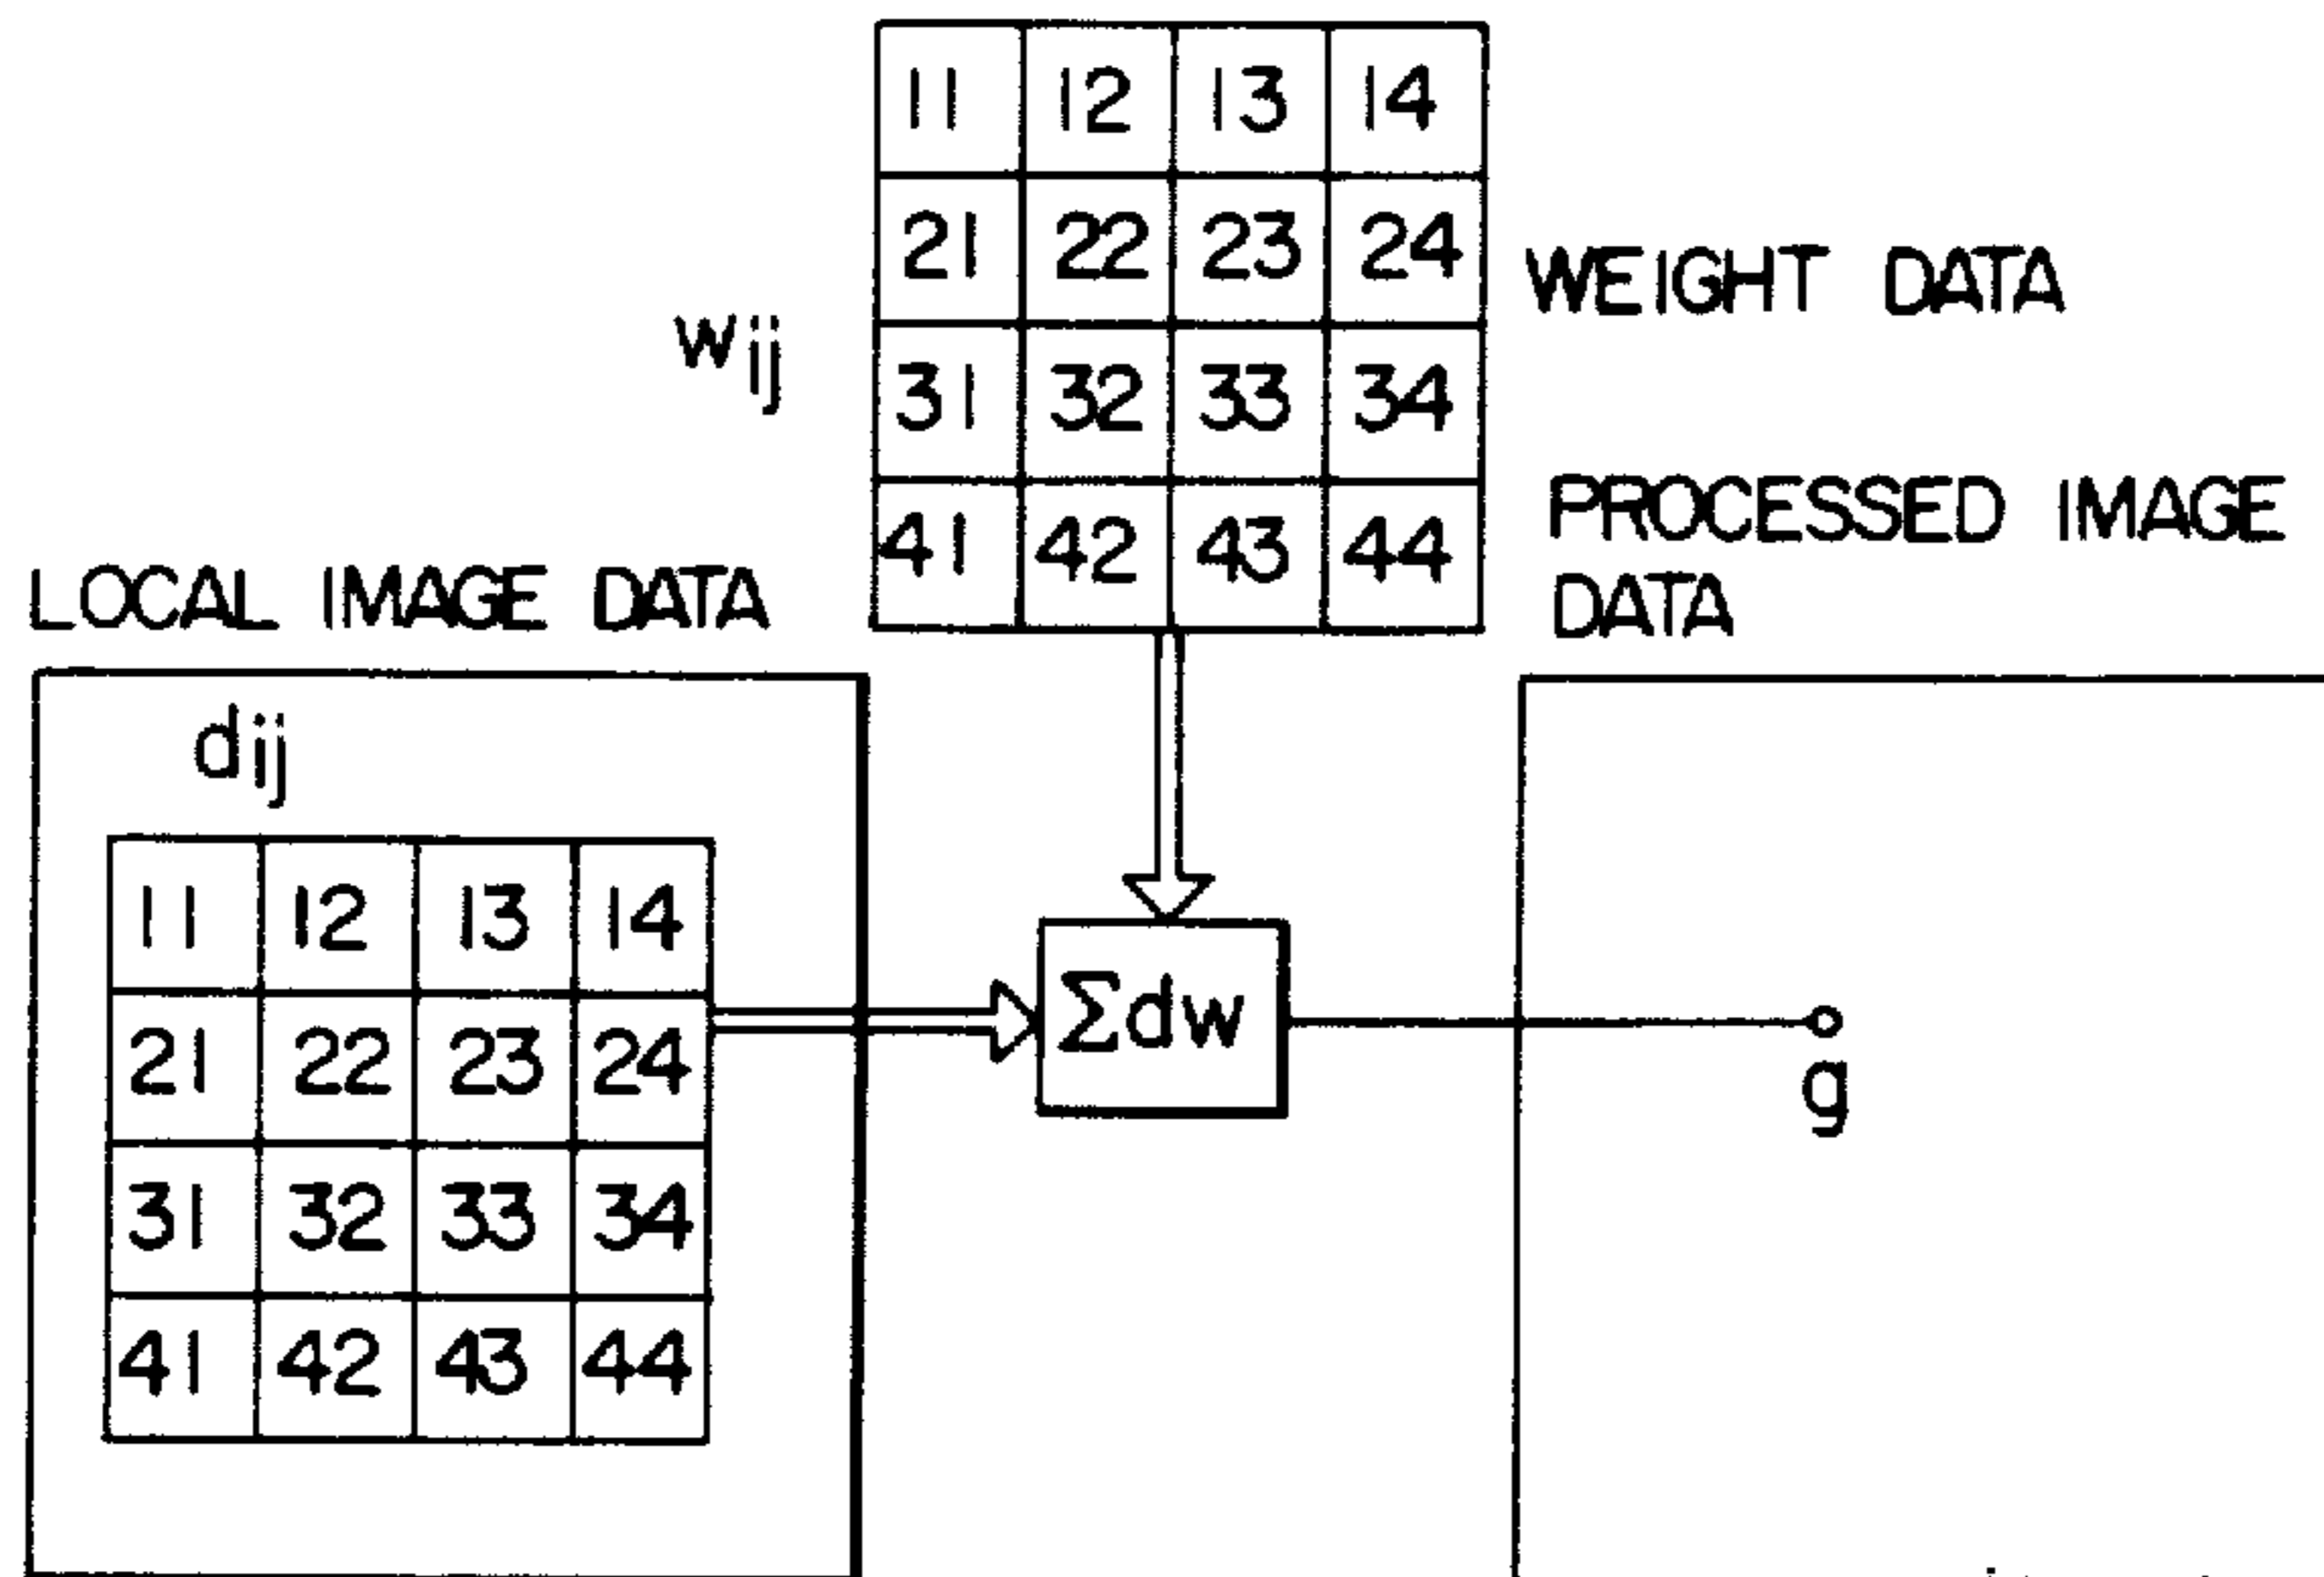 11 12 13 14
21 22 23 24
31 32 33 34
41 42 43 44
wij
WEIGHT DATA
PROCESSED IMAGE
DATA
LOCAL IMAGE DATA
dij
11 12 13 14
21 22 23 24
31 32 33 34
41 42 43 44
Σdw
g